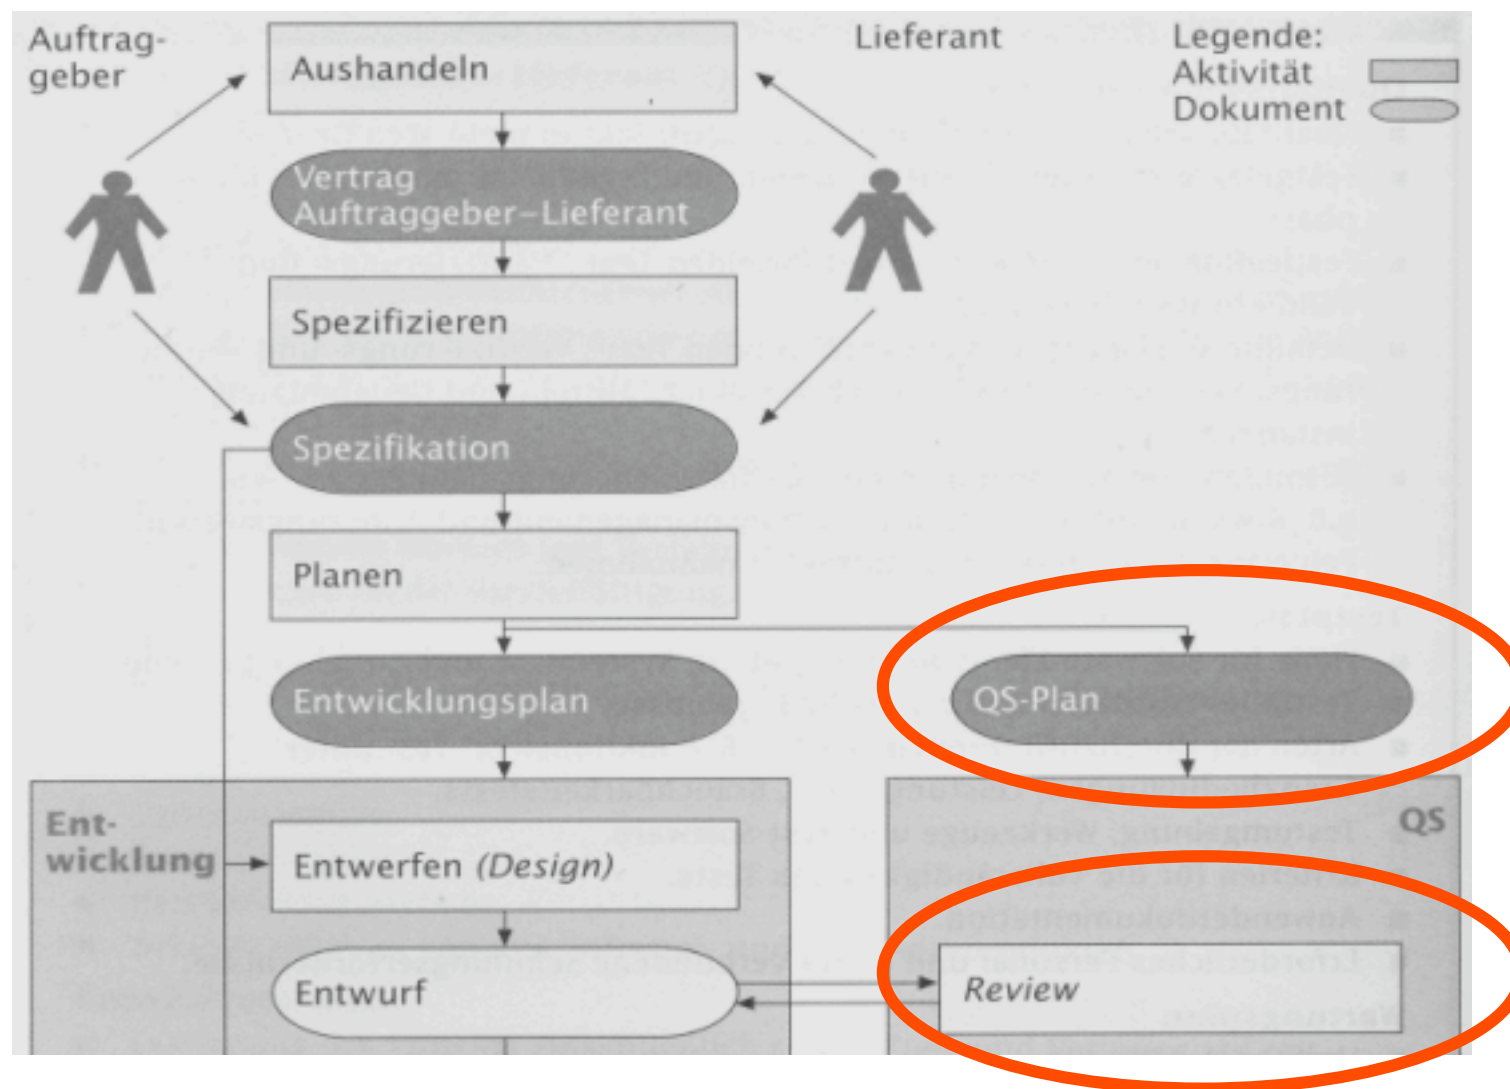 Auftrag-
geber
Aushandeln
Lieferant
Legende:
Aktivität
Dokument
Vertrag
Auftraggeber–Lieferant
Spezifizieren
Spezifikation
Planen
Entwicklungsplan
QS-Plan
Ent-
wicklung
QS
Entwerfen (Design)
Entwurf
Review